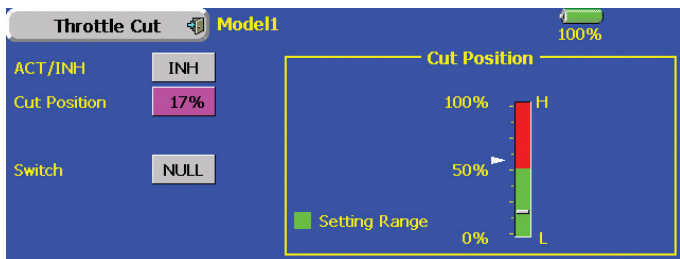 Throttle Cut Model1 100%
ACT/INH INH
Cut Position 17%
Switch NULL
Cut Position
100% H
50%
Setting Range
0% L